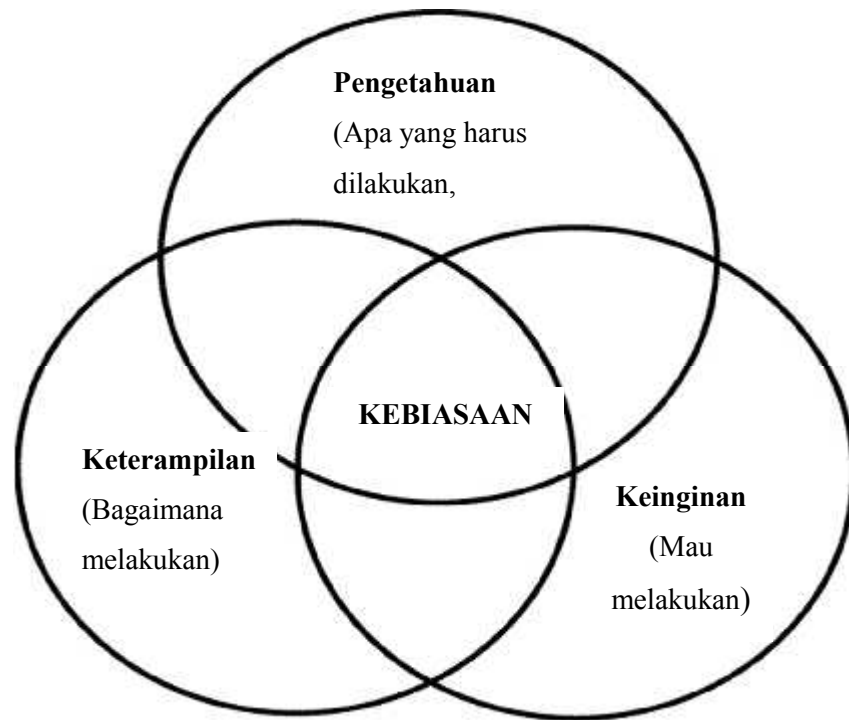 Pengetahuan
(Apa yang harus
dilakukan,
KEBIASAAN
Keterampilan
(Bagaimana
melakukan)
Keinginan
(Mau
melakukan)